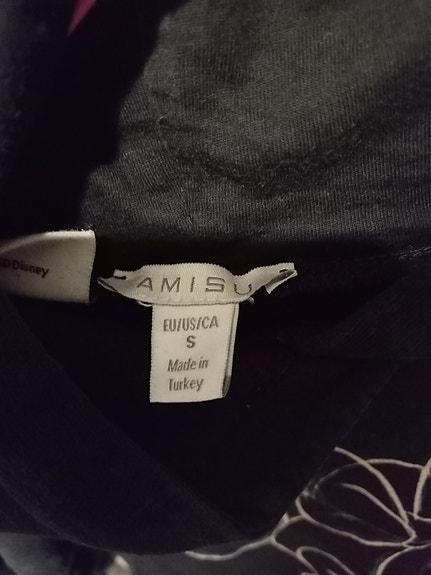 Disney
AMISU
EU/US/CA
S
Made in
Turkey